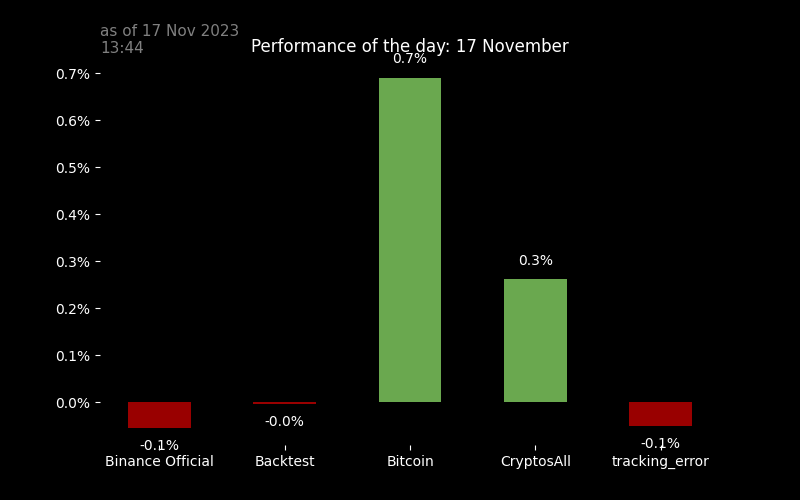 as of 17 Nov 2023
13:44
Performance of the day: 17 November
0.7%
0.7%
0.6%
0.5%
0.4%
0.3%
0.3%
0.2%
0.1%
0.0%
-0.1%
-0.0%
-0.1%
Binance Official
Backtest
Bitcoin
CryptosAll
tracking_error